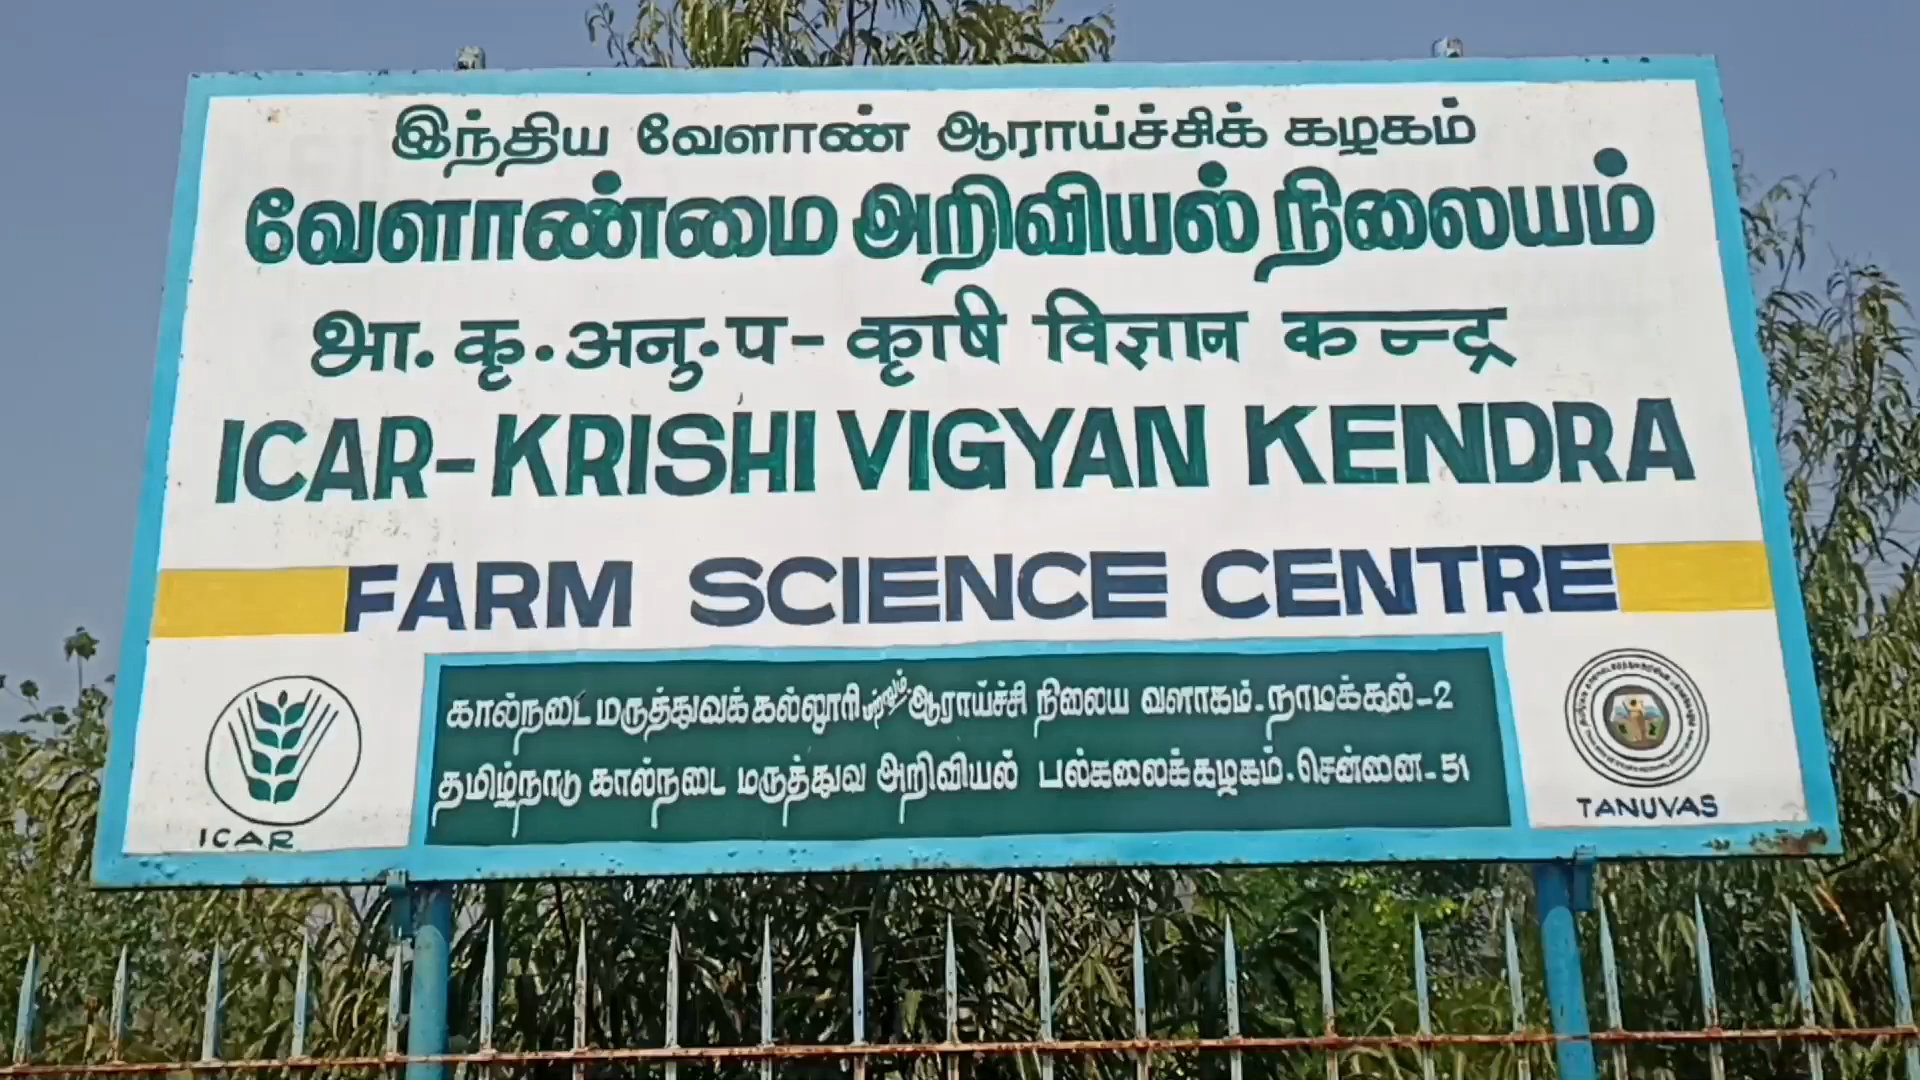 இந்திய வேளாண் ஆராய்ச்சிக் கழகம்
வேளாண்மை அறிவியல் நிலையம்
आ. कृ. अनु. प - कृषि विज्ञान कन्द्र
ICAR-KRISHI VIGYAN KENDRA
FARM SCIENCE CENTRE
கால்நடை மருத்துவக் கல்லூரி மற்றும் ஆராய்ச்சி நிலைய வளாகம். நாமக்கல்-2
தமிழ்நாடு கால்நடை மருத்துவ அறிவியல் பல்கலைக்கழகம். சென்னை-51
ICAR
TANUVAS